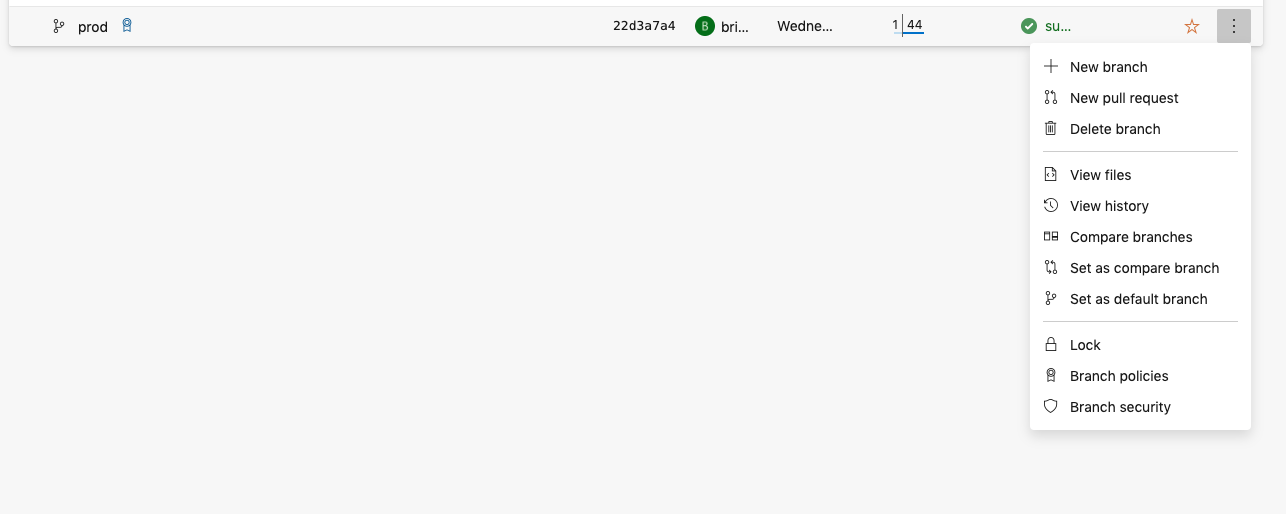 prod 22d3a7a4 B bri... Wedne... 1 44 su...
New branch
New pull request
Delete branch
View files
View history
Compare branches
Set as compare branch
Set as default branch
Lock
Branch policies
Branch security